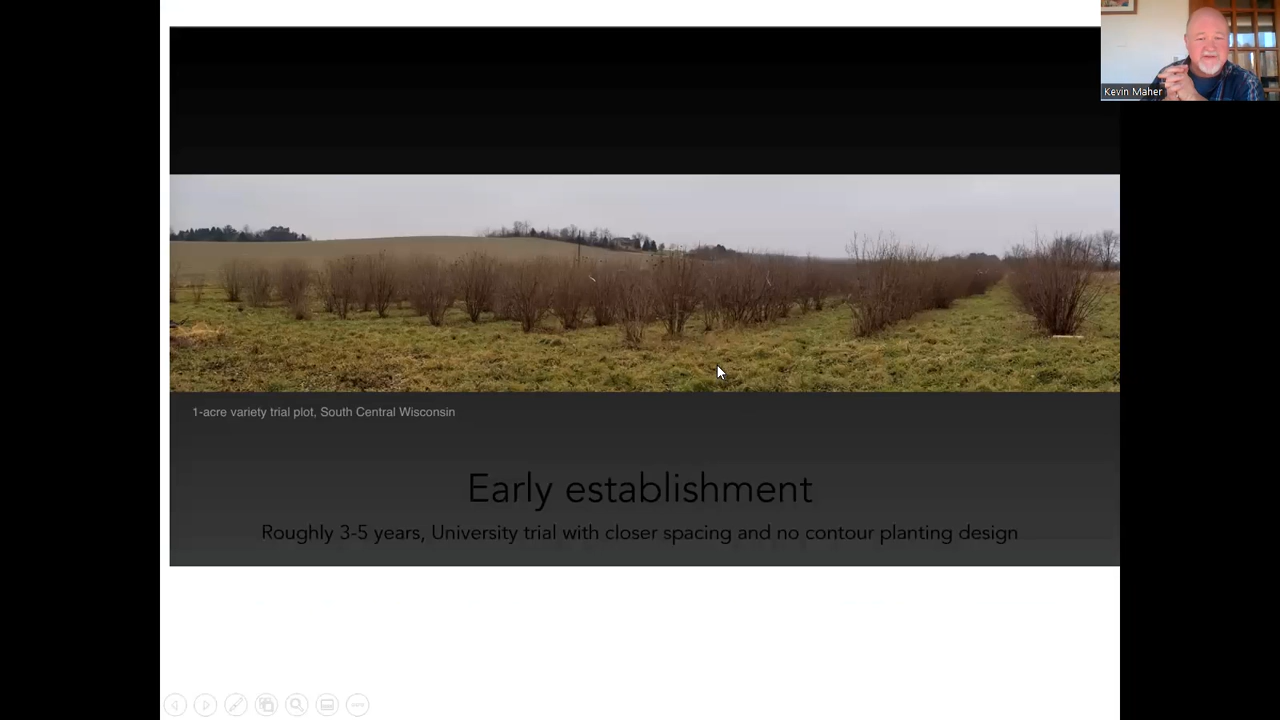 Kevin Maher
1-acre variety trial plot, South Central Wisconsin
Early establishment
Roughly 3-5 years, University trial with closer spacing and no contour planting design